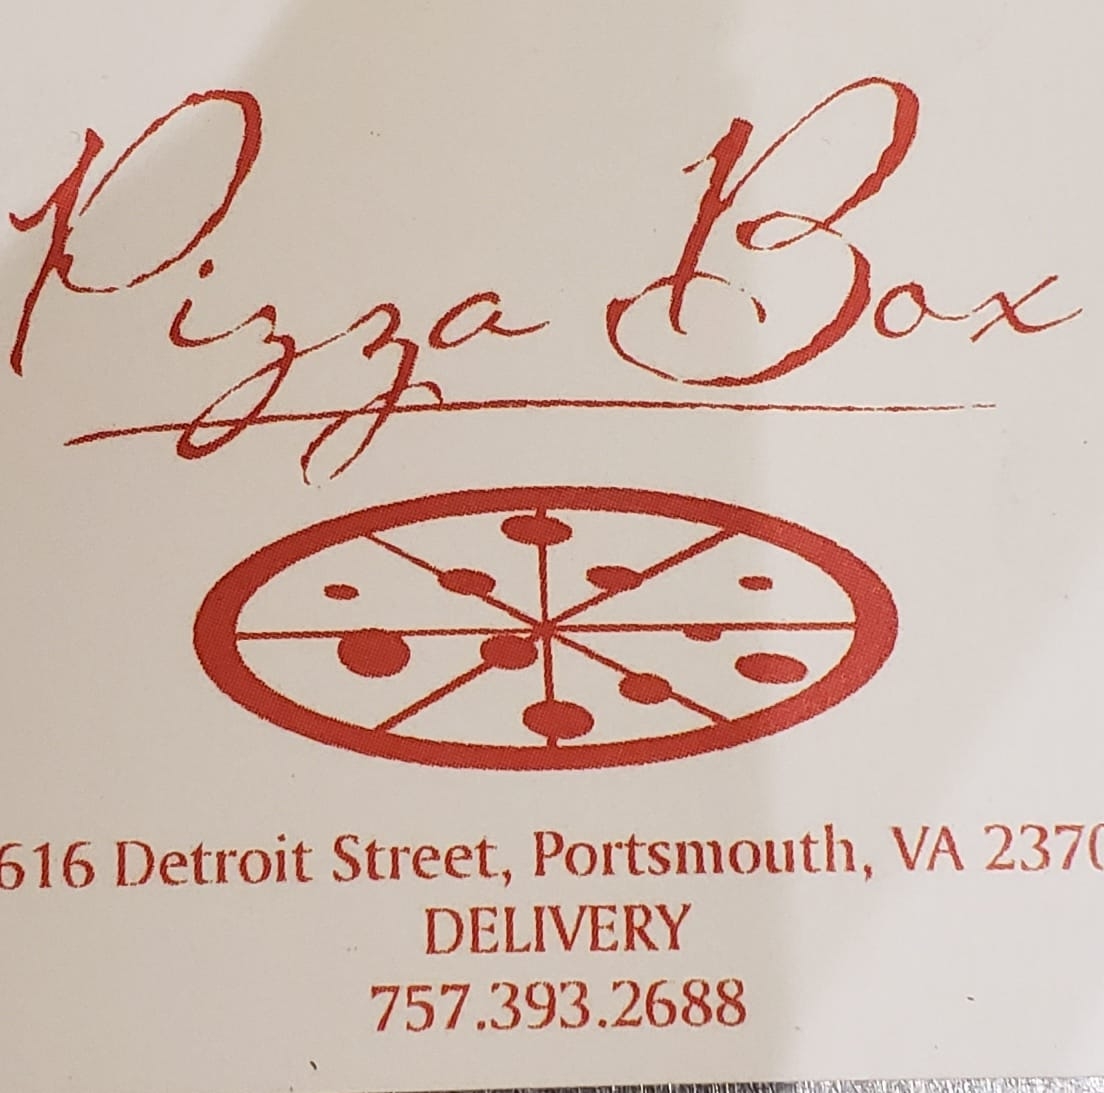 Pizza Box
616 Detroit Street, Portsmouth, VA 2370
DELIVERY
757.393.2688